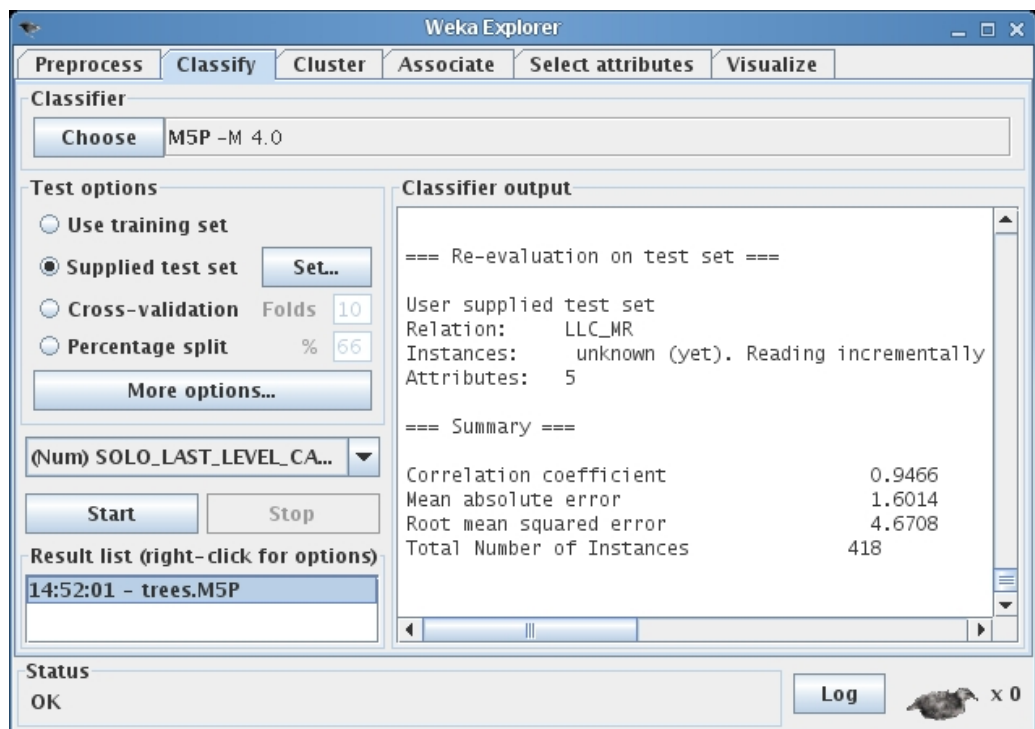 Weka Explorer
Preprocess Classify Cluster Associate Select attributes Visualize
Classifier
Choose M5P -M 4.0
Test options
Use training set
Supplied test set Set...
Cross-validation Folds 10
Percentage split % 66
More options...
(Num) SOLO_LAST_LEVEL_CA...
Start Stop
Result list (right-click for options)
14:52:01 - trees.M5P
Classifier output
=== Re-evaluation on test set ===
User supplied test set
Relation: LLC_MR
Instances: unknown (yet). Reading incrementally
Attributes: 5
=== Summary ===
Correlation coefficient 0.9466
Mean absolute error 1.6014
Root mean squared error 4.6708
Total Number of Instances 418
Status
OK
Log x 0